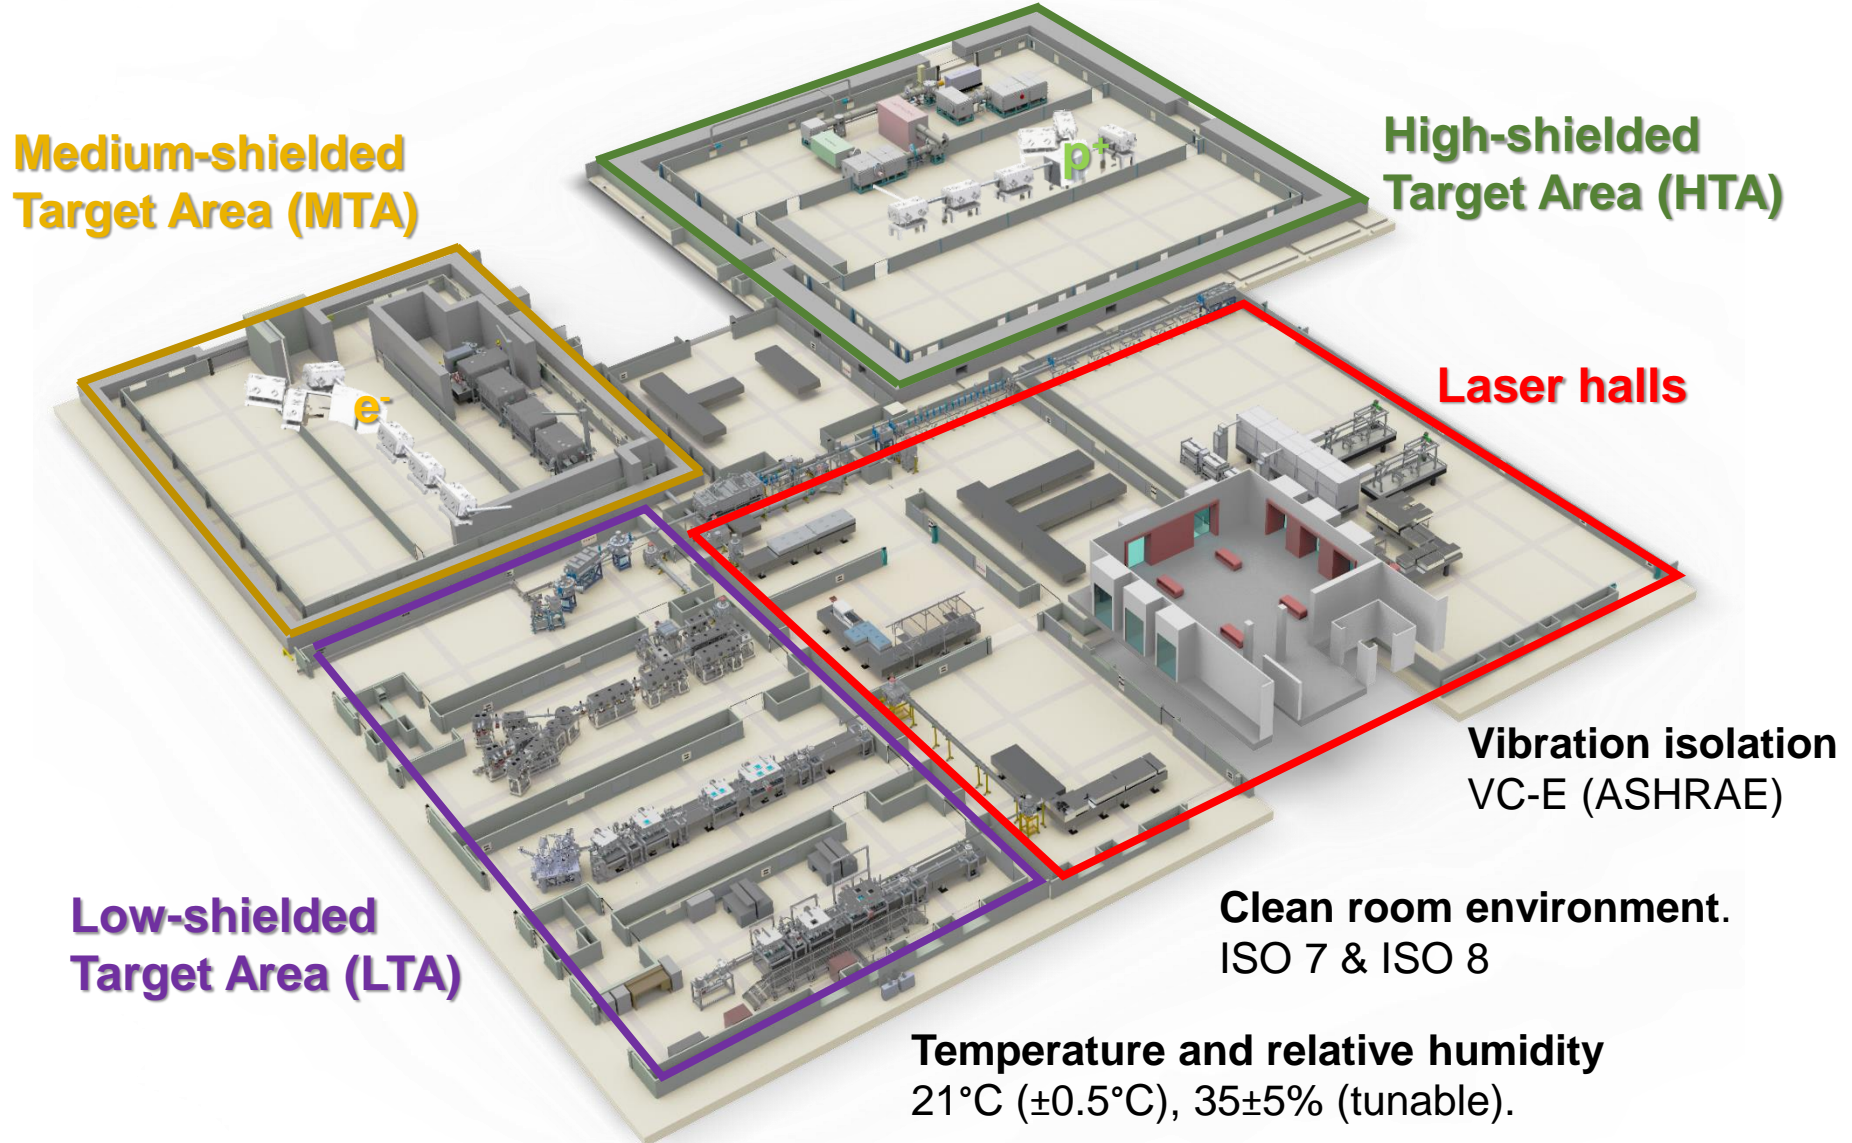 Medium-shielded
Target Area (MTA)
High-shielded
Target Area (HTA)
p⁺
Laser halls
e⁻
Vibration isolation
VC-E (ASHRAE)
Low-shielded
Target Area (LTA)
Clean room environment.
ISO 7 & ISO 8
Temperature and relative humidity
21°C (±0.5°C), 35±5% (tunable).